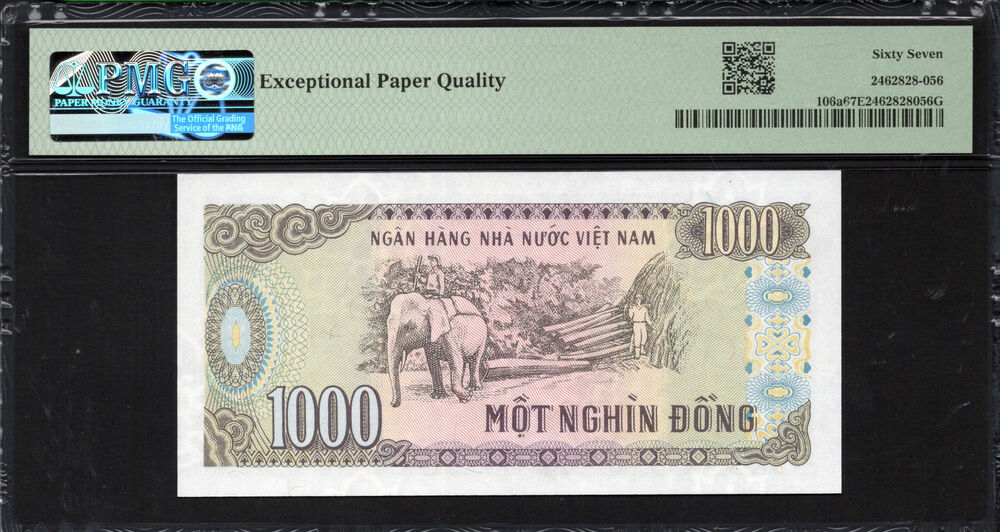 PMG
PAPER MONEY GUARANTY
The Official Grading
Service of the ANA
Exceptional Paper Quality
Sixty Seven
2462828-056
106a67E2462828056G
1000
NGÂN HÀNG NHÀ NƯỚC VIỆT NAM
1000
MỘT NGHÌN ĐỒNG